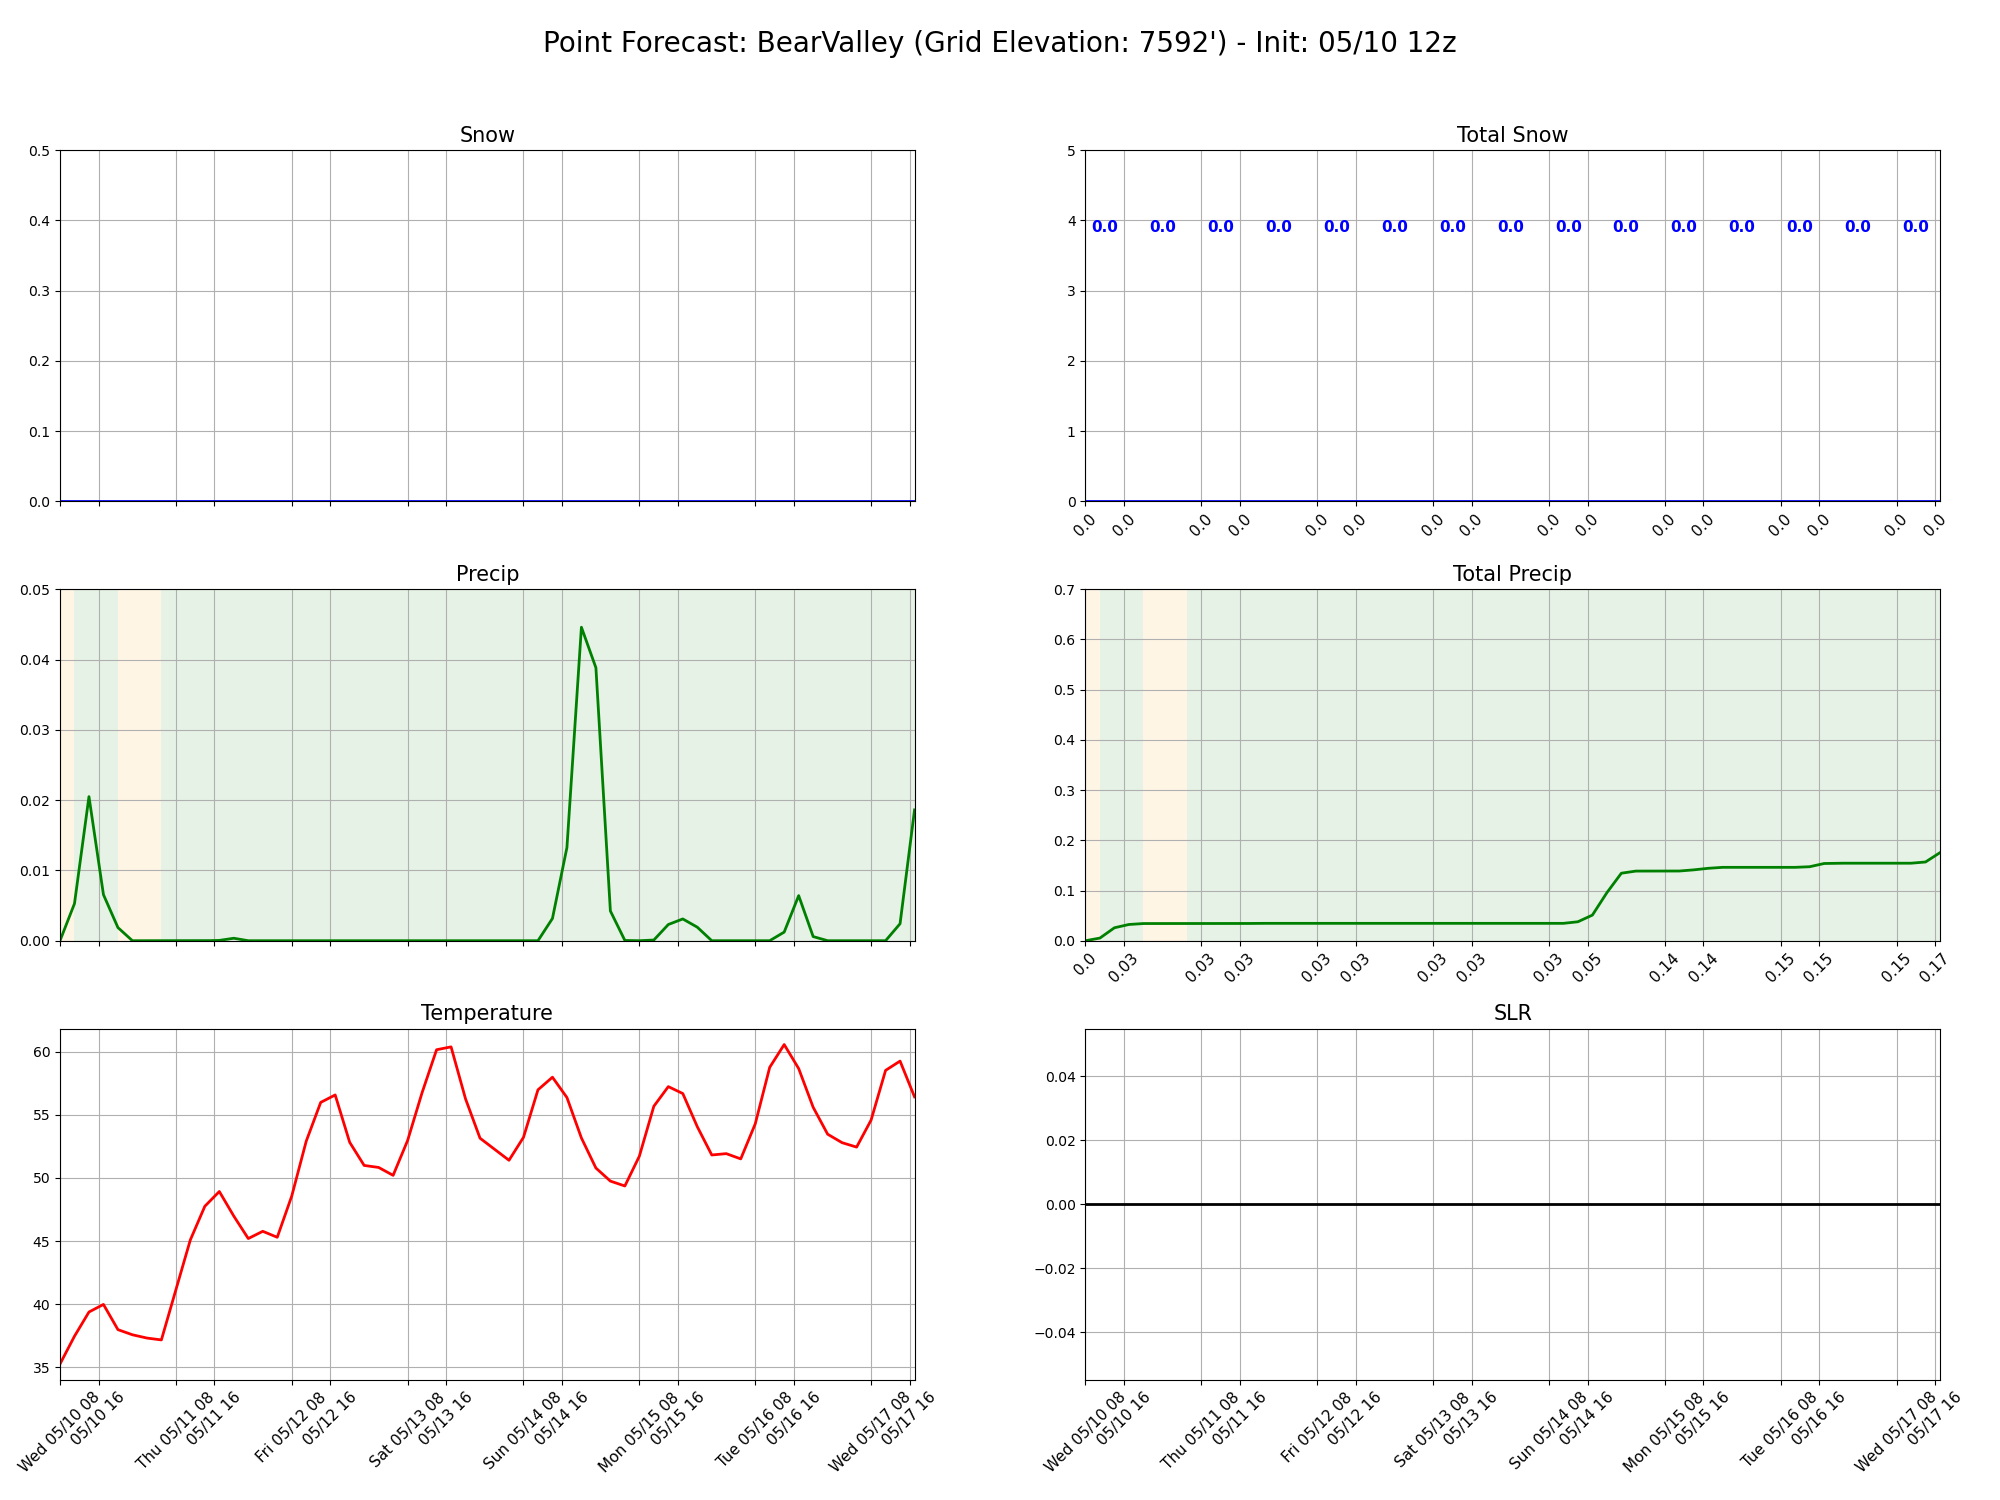 Point Forecast: BearValley (Grid Elevation: 7592') - Init: 05/10 12z
Snow
0.5
0.4
0.3
0.2
0.1
0.0
Total Snow
5
4
3
2
1
0
0.0 0.0 0.0 0.0 0.0 0.0 0.0 0.0 0.0 0.0 0.0 0.0 0.0 0.0 0.0
0.0 0.0 0.0 0.0 0.0 0.0 0.0 0.0 0.0 0.0 0.0 0.0 0.0 0.0 0.0 0.0
Precip
0.05
0.04
0.03
0.02
0.01
0.00
Total Precip
0.7
0.6
0.5
0.4
0.3
0.2
0.1
0.0
0.0 0.03 0.03 0.03 0.03 0.03 0.03 0.03 0.03 0.05 0.14 0.14 0.15 0.15 0.15 0.17
Temperature
60
55
50
45
40
35
Wed 05/10 08
05/10 16
Thu 05/11 08
05/11 16
Fri 05/12 08
05/12 16
Sat 05/13 08
05/13 16
Sun 05/14 08
05/14 16
Mon 05/15 08
05/15 16
Tue 05/16 08
05/16 16
Wed 05/17 08
05/17 16
SLR
0.04
0.02
0.00
−0.02
−0.04
Wed 05/10 08
05/10 16
Thu 05/11 08
05/11 16
Fri 05/12 08
05/12 16
Sat 05/13 08
05/13 16
Sun 05/14 08
05/14 16
Mon 05/15 08
05/15 16
Tue 05/16 08
05/16 16
Wed 05/17 08
05/17 16